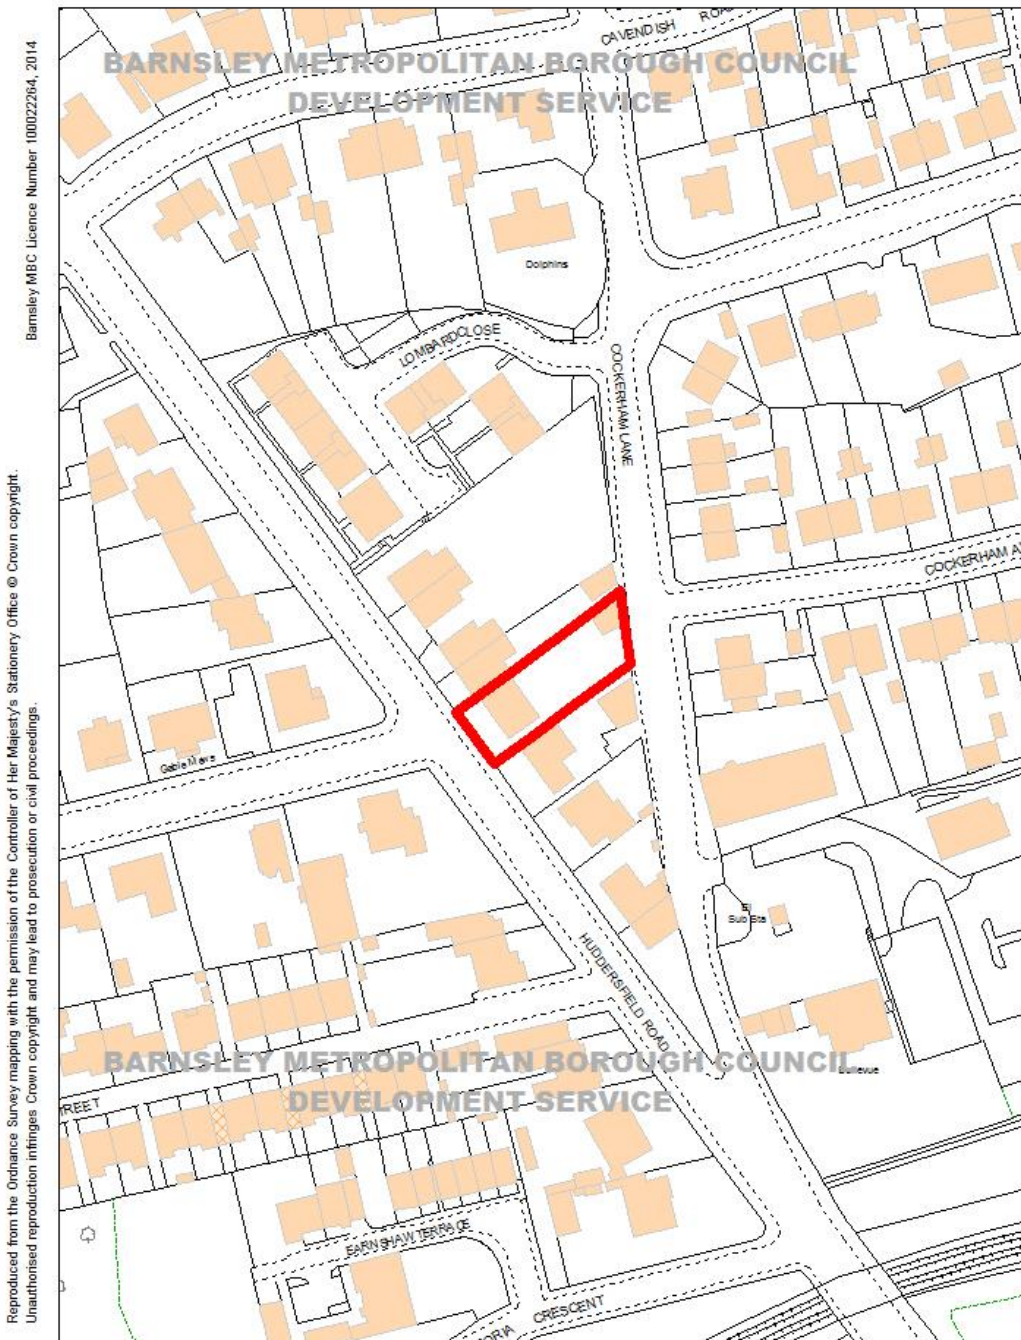 Reproduced from the Ordnance Survey mapping with the permission of the Controller of Her Majesty's Stationery Office © Crown copyright.
Unauthorised reproduction infringes Crown copyright and may lead to prosecution or civil proceedings.
Barnsley MBC Licence Number 100022264, 2014
CAVENDISH ROAD
BARNSLEY METROPOLITAN BOROUGH COUNCIL
DEVELOPMENT SERVICE
Dolphins
LOMBARD CLOSE
COCKERHAM LANE
COCKERHAM A
Gable Mews
El
Sub Sta
HUDDERSFIELD ROAD
BARNSLEY METROPOLITAN BOROUGH COUNCIL
DEVELOPMENT SERVICE
Bellevue
REET
EARNSHAW TERRACE
ORIA CRESCENT